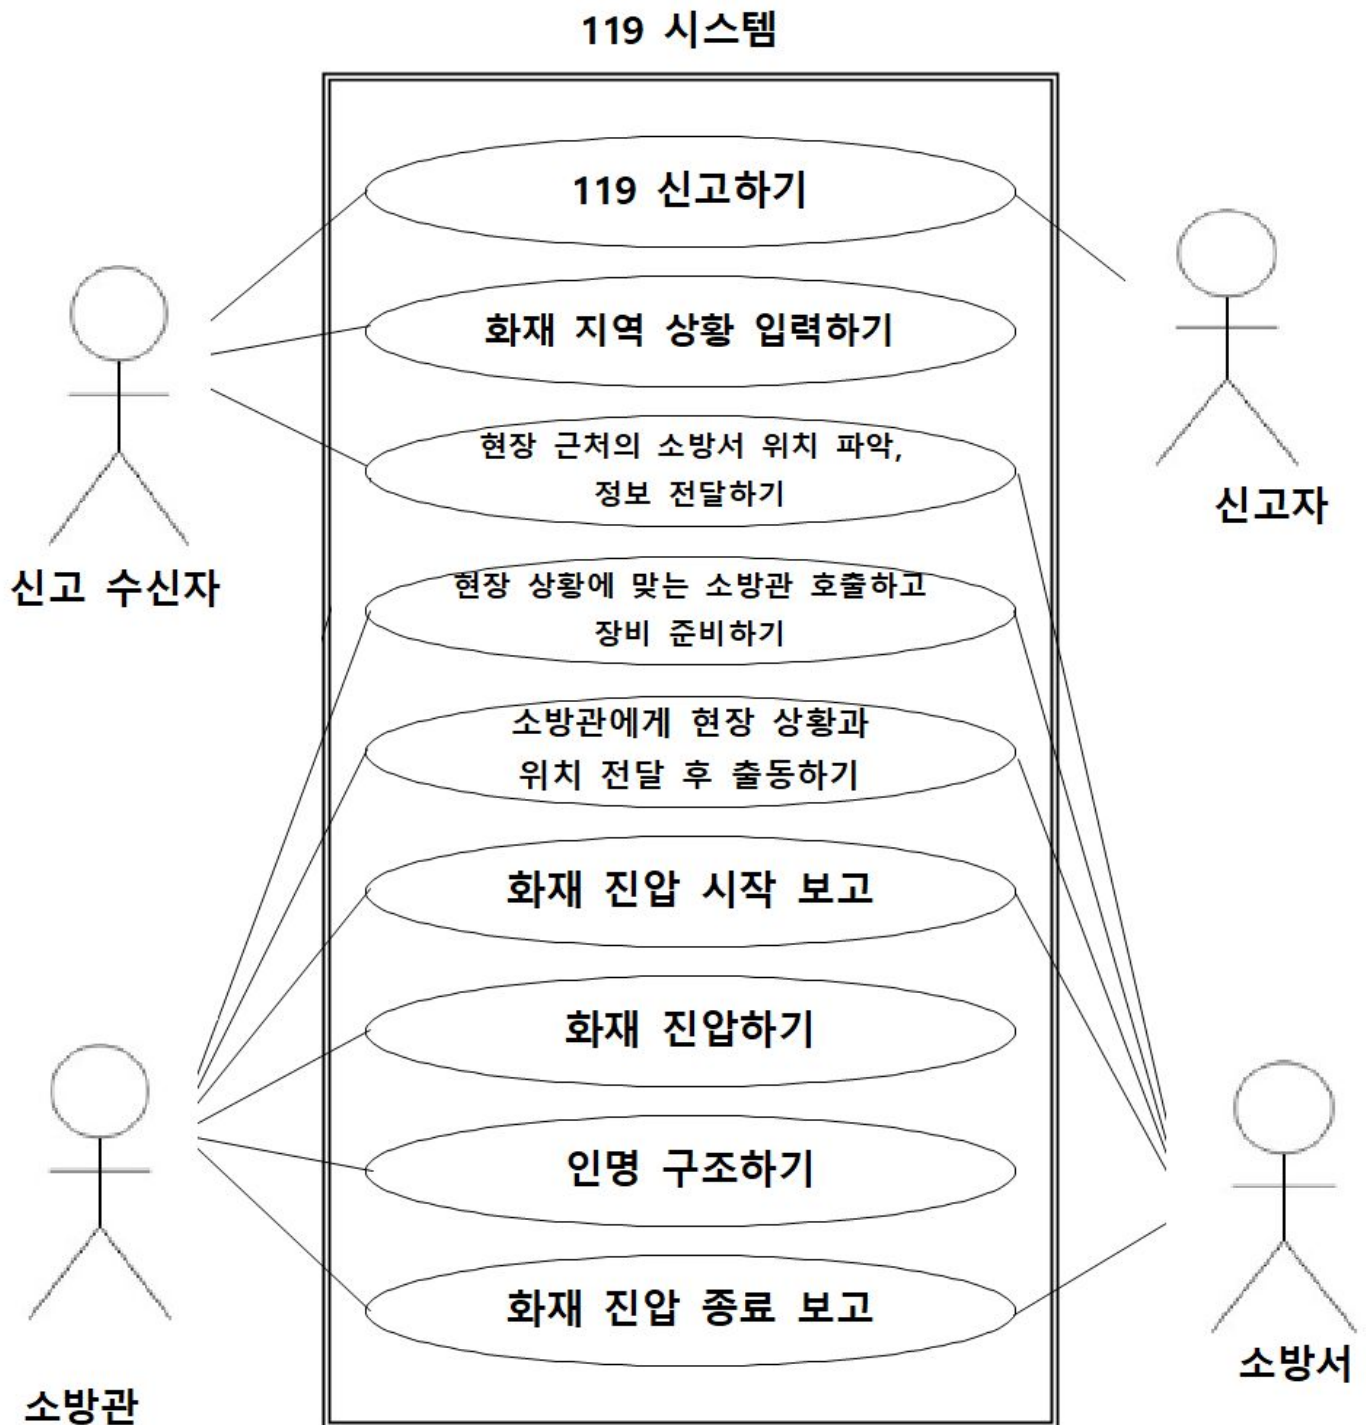 119 시스템
119 신고하기
화재 지역 상황 입력하기
현장 근처의 소방서 위치 파악,
정보 전달하기
신고자
신고 수신자
현장 상황에 맞는 소방관 호출하고
장비 준비하기
소방관에게 현장 상황과
위치 전달 후 출동하기
화재 진압 시작 보고
화재 진압하기
인명 구조하기
화재 진압 종료 보고
소방서
소방관